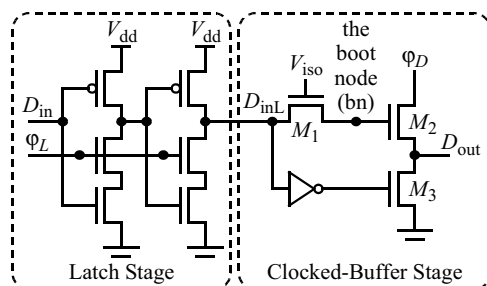 V_dd
V_dd
the
boot
node
(bn)
φ_D
V_iso
D_in
D_inL
M_1
M_2
φ_L
D_out
M_3
Latch Stage
Clocked-Buffer Stage